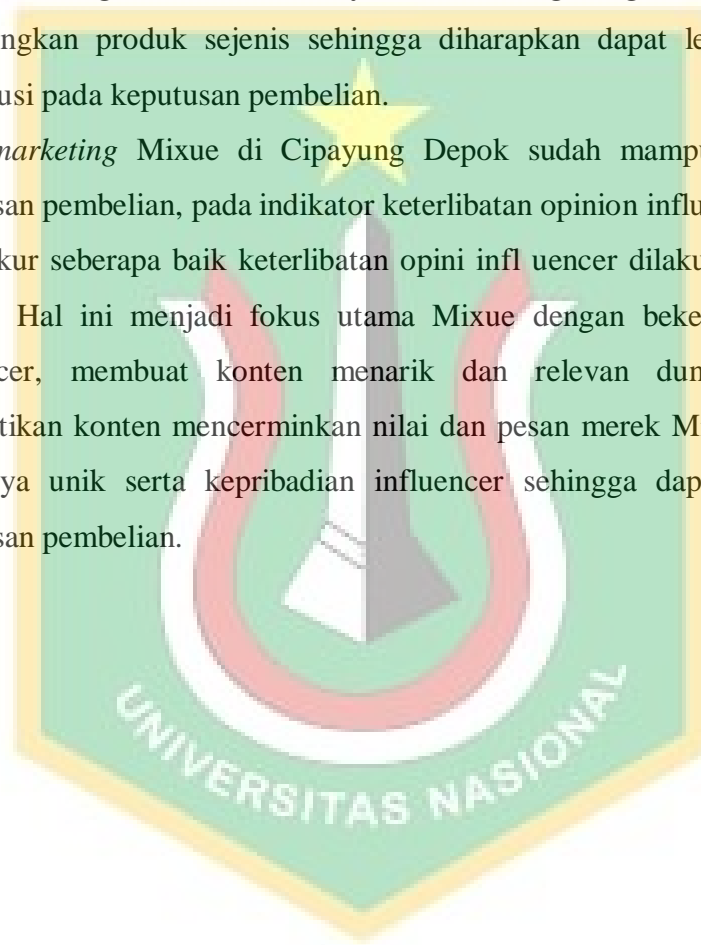 ngkan produk sejenis sehingga diharapkan dapat le
usi pada keputusan pembelian.
marketing Mixue di Cipayung Depok sudah mamp
san pembelian, pada indikator keterlibatan opinion influ
kur seberapa baik keterlibatan opini infl uencer dilaku
Hal ini menjadi fokus utama Mixue dengan beke
cer, membuat konten menarik dan relevan dun
tikan konten mencerminkan nilai dan pesan merek M
ya unik serta kepribadian influencer sehingga dap
san pembelian.
UNIVERSITAS NASIONAL